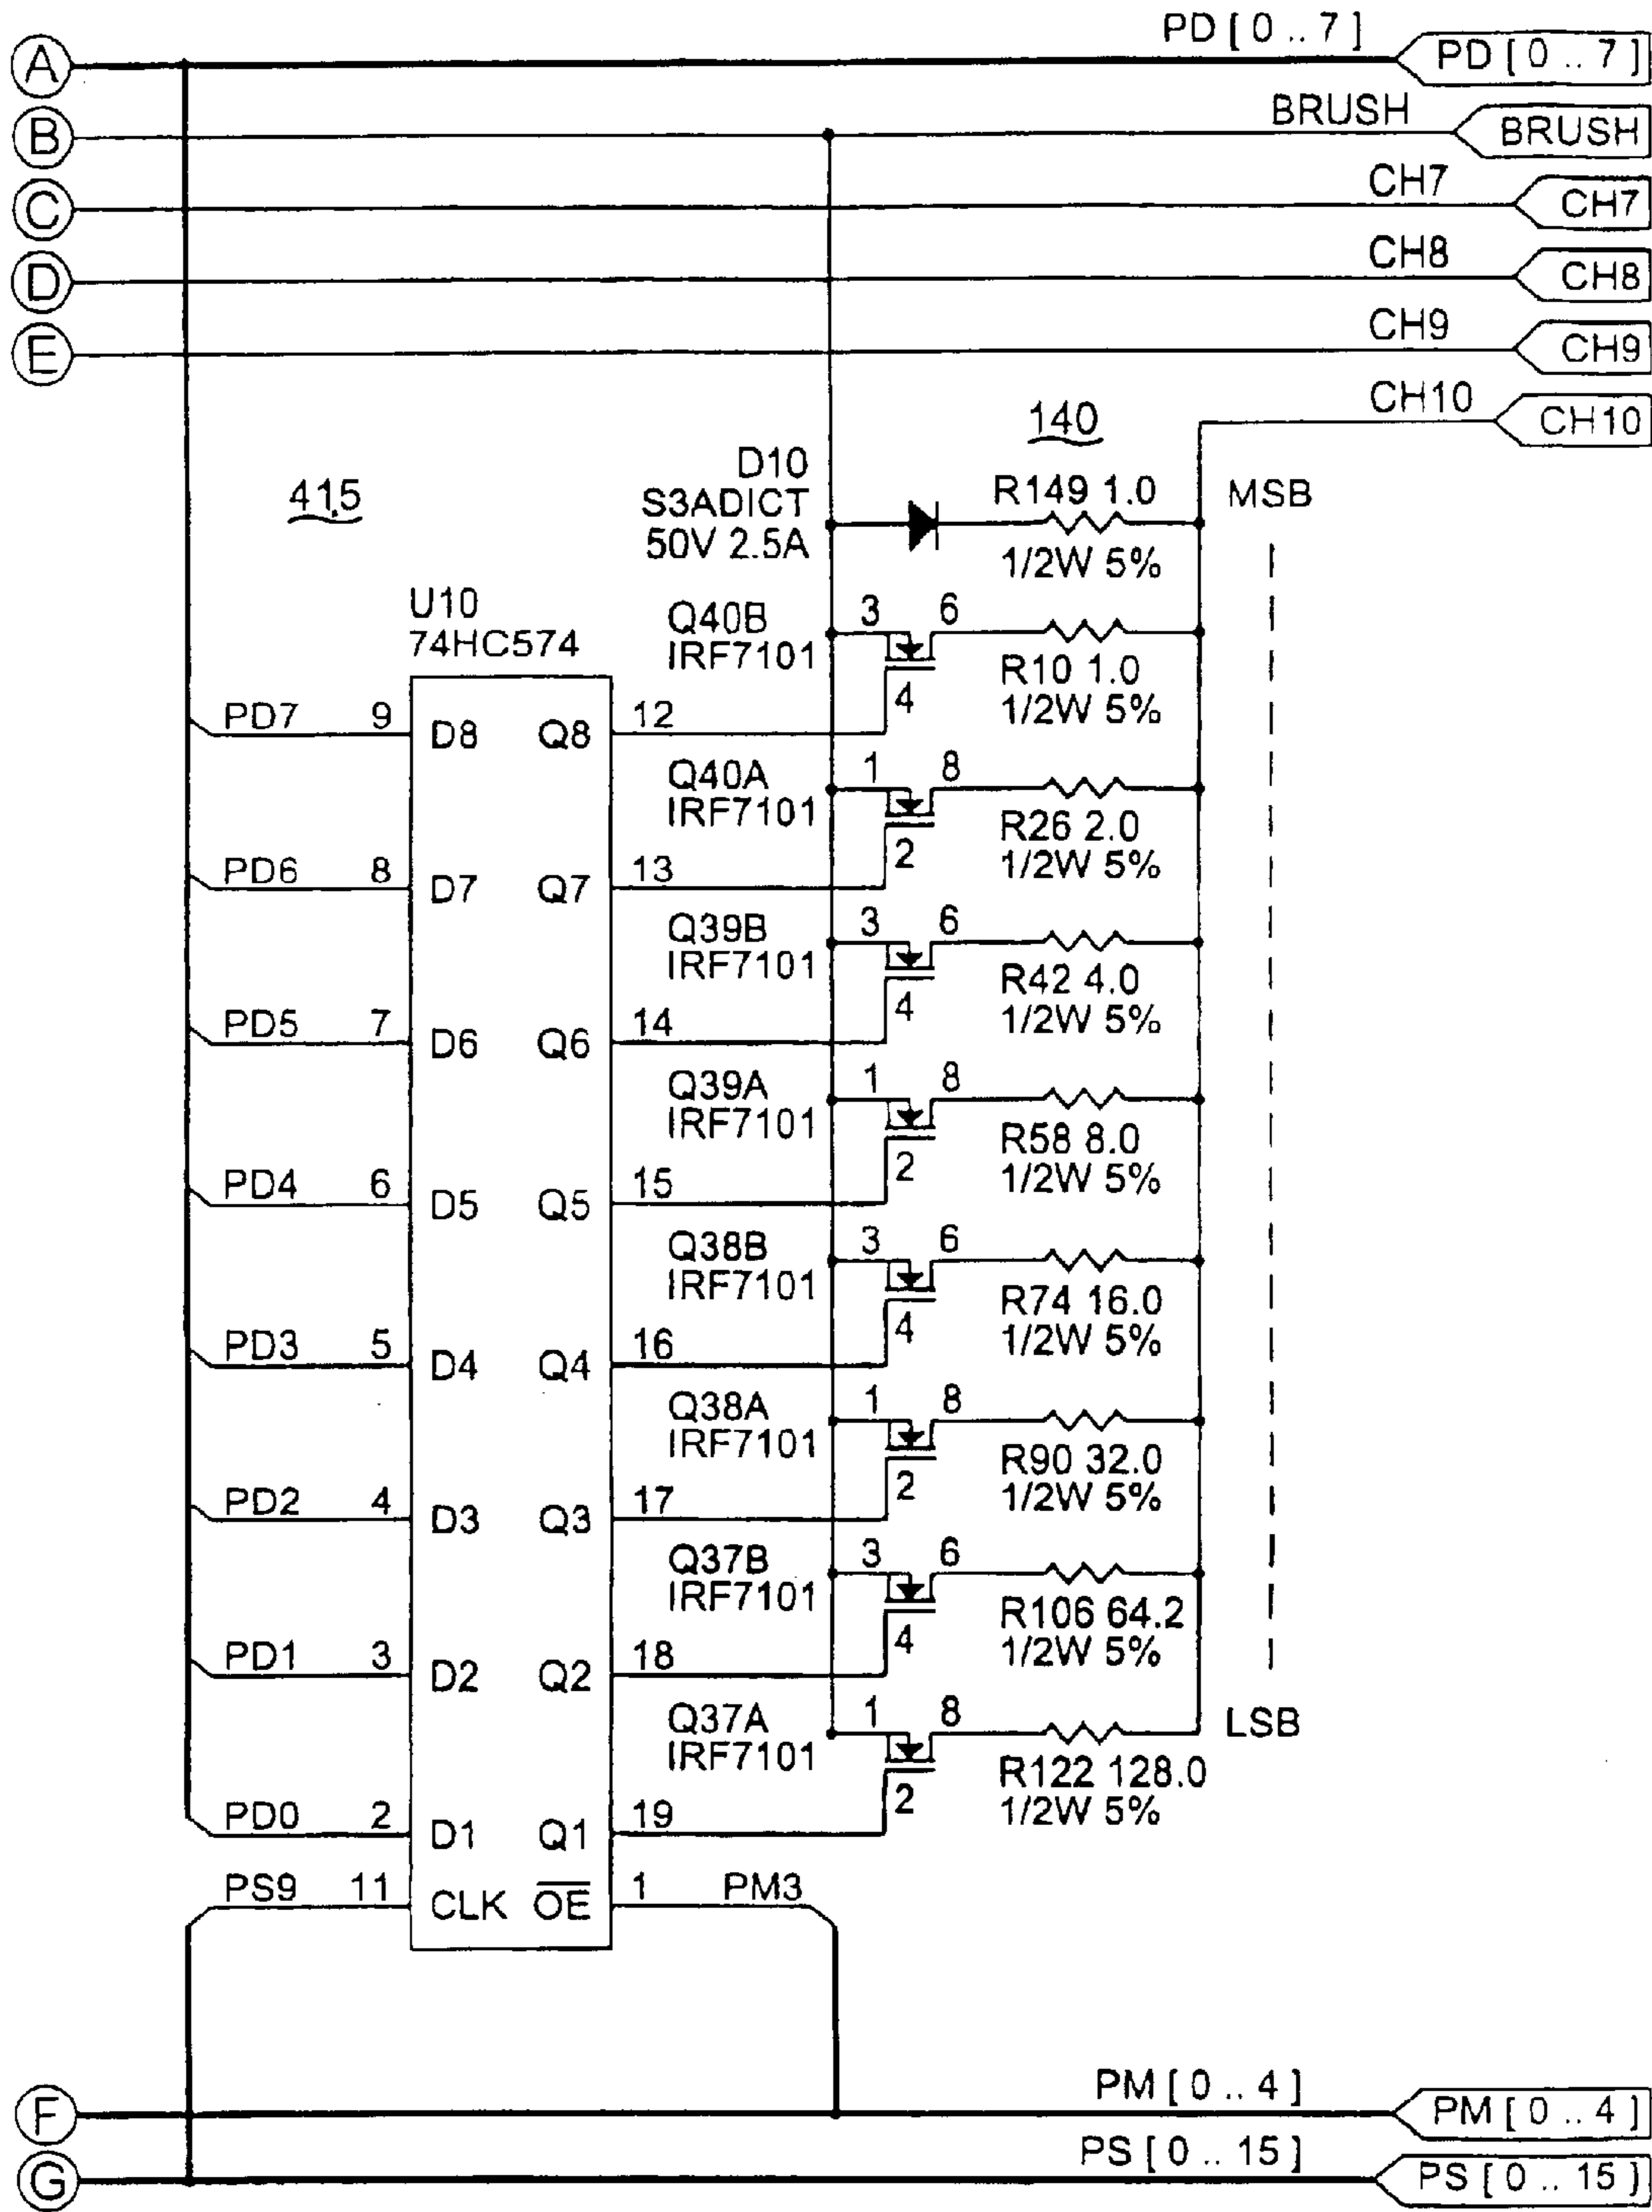 PD [ 0 .. 7 ]
A
PD [ 0 .. 7 ]
BRUSH
B
BRUSH
CH7
C
CH7
CH8
D
CH8
CH9
E
CH9
CH10
CH10
140
415
D10
S3ADICT
50V 2.5A
R149 1.0
1/2W 5%
MSB
U10
74HC574
Q40B
IRF7101
3
6
4
R10 1.0
1/2W 5%
PD7
9
D8
Q8
12
Q40A
IRF7101
1
8
2
R26 2.0
1/2W 5%
PD6
8
D7
Q7
13
Q39B
IRF7101
3
6
4
R42 4.0
1/2W 5%
PD5
7
D6
Q6
14
Q39A
IRF7101
1
8
2
R58 8.0
1/2W 5%
PD4
6
D5
Q5
15
Q38B
IRF7101
3
6
4
R74 16.0
1/2W 5%
PD3
5
D4
Q4
16
Q38A
IRF7101
1
8
2
R90 32.0
1/2W 5%
PD2
4
D3
Q3
17
Q37B
IRF7101
3
6
4
R106 64.2
1/2W 5%
PD1
3
D2
Q2
18
Q37A
IRF7101
1
8
2
R122 128.0
1/2W 5%
LSB
PD0
2
D1
Q1
19
PS9
11
CLK
OE
1
PM3
PM [ 0 .. 4 ]
F
PM [ 0 .. 4 ]
PS [ 0 .. 15 ]
G
PS [ 0 .. 15 ]